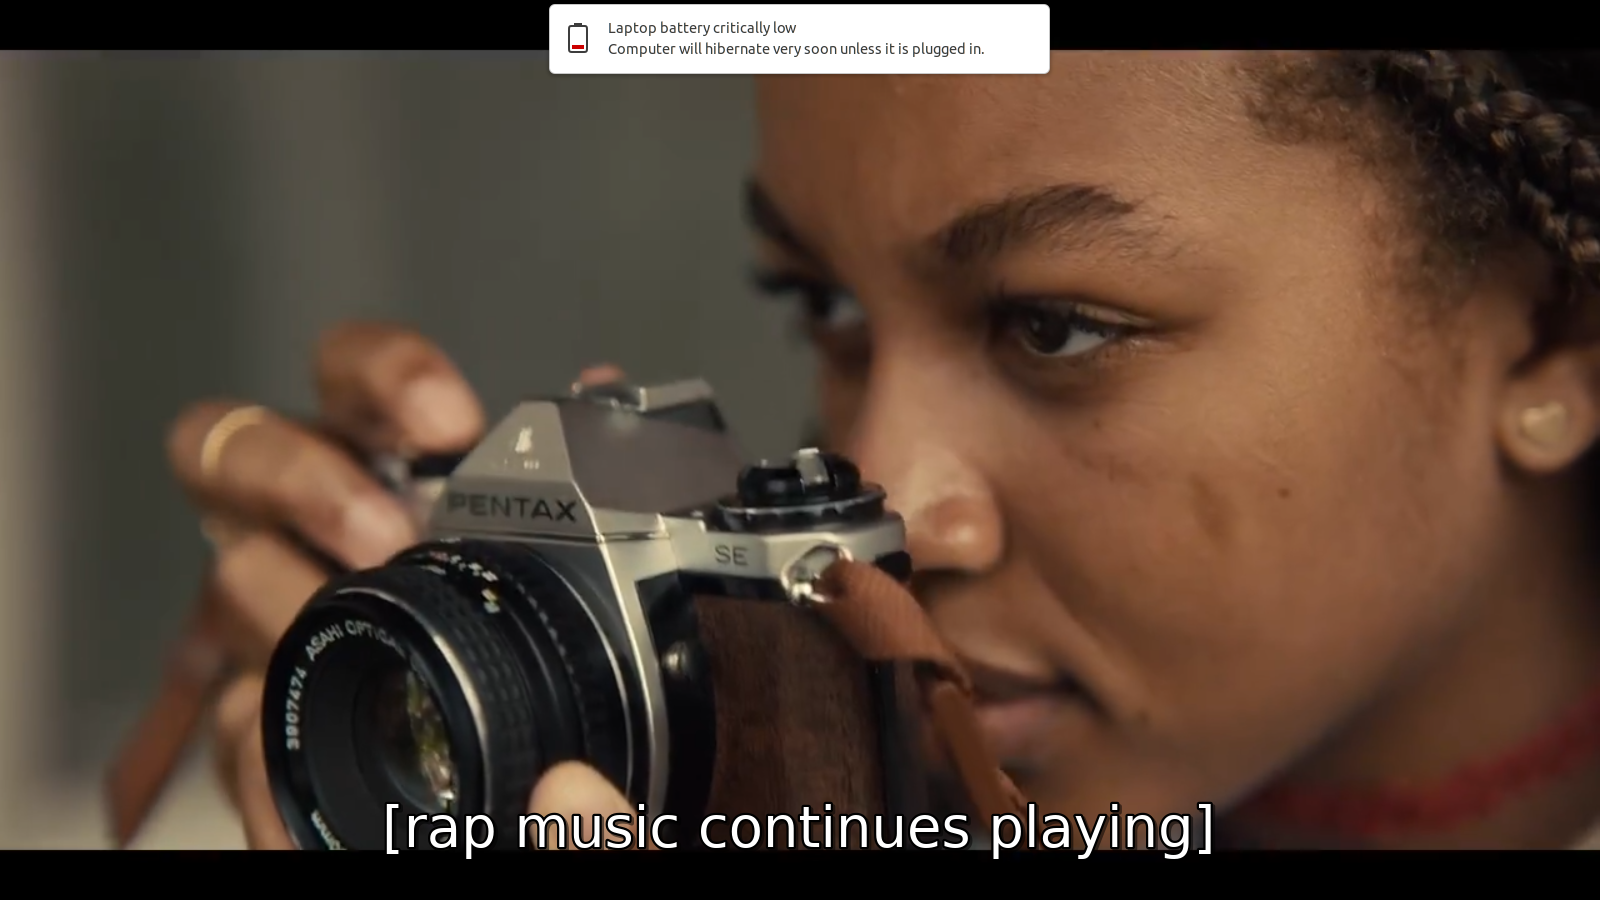 Laptop battery critically low
Computer will hibernate very soon unless it is plugged in.
PENTAX
SE
3907474 ASAHI OPTICAL
[rap music continues playing]